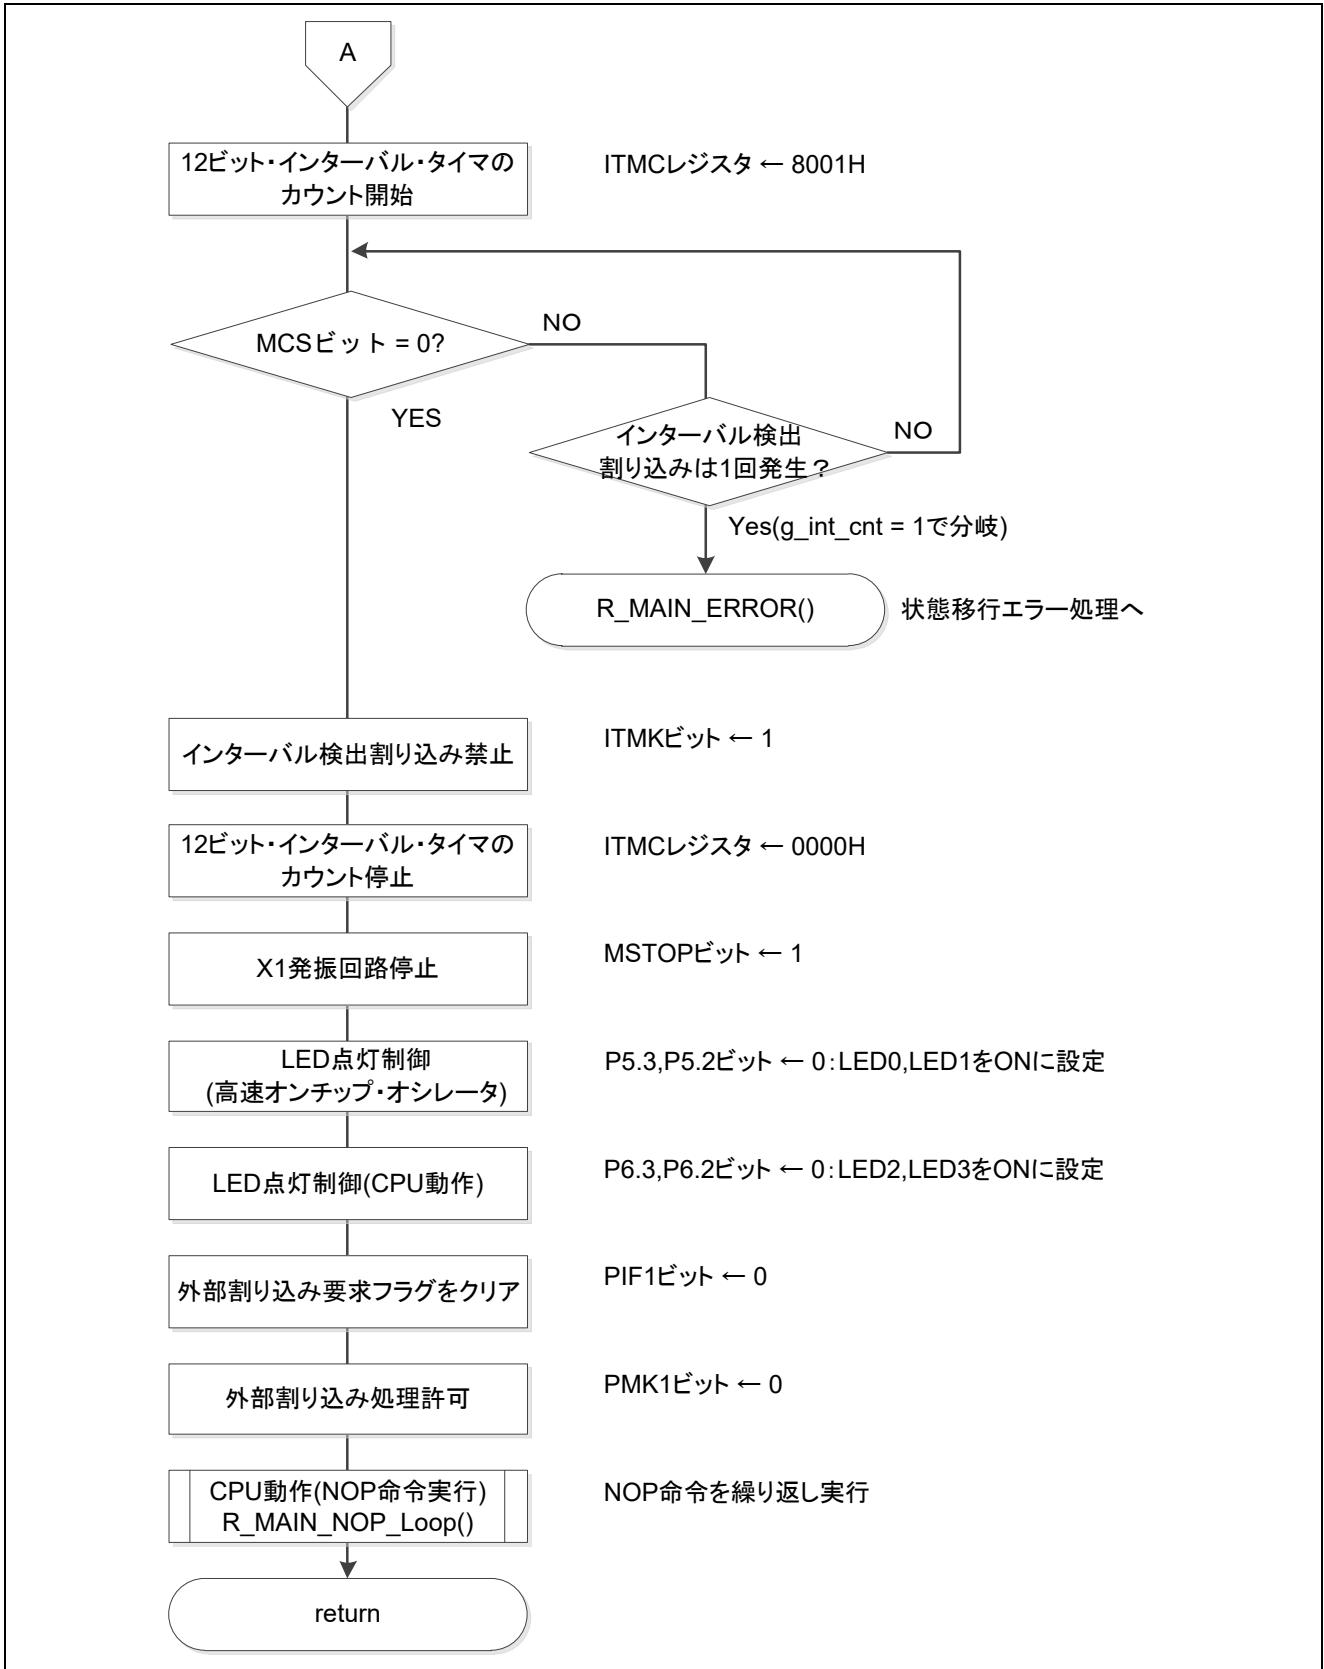 A
12ビット・インターバル・タイマの
カウント開始
ITMCレジスタ ← 8001H
MCSビット = 0?
NO
YES
インターバル検出
割り込みは1回発生？
NO
Yes(g_int_cnt = 1で分岐)
R_MAIN_ERROR()
状態移行エラー処理へ
インターバル検出割り込み禁止
ITMKビット ← 1
12ビット・インターバル・タイマの
カウント停止
ITMCレジスタ ← 0000H
X1発振回路停止
MSTOPビット ← 1
LED点灯制御
(高速オンチップ・オシレータ)
P5.3,P5.2ビット ← 0：LED0,LED1をONに設定
LED点灯制御(CPU動作)
P6.3,P6.2ビット ← 0：LED2,LED3をONに設定
外部割り込み要求フラグをクリア
PIF1ビット ← 0
外部割り込み処理許可
PMK1ビット ← 0
CPU動作(NOP命令実行)
R_MAIN_NOP_Loop()
NOP命令を繰り返し実行
return